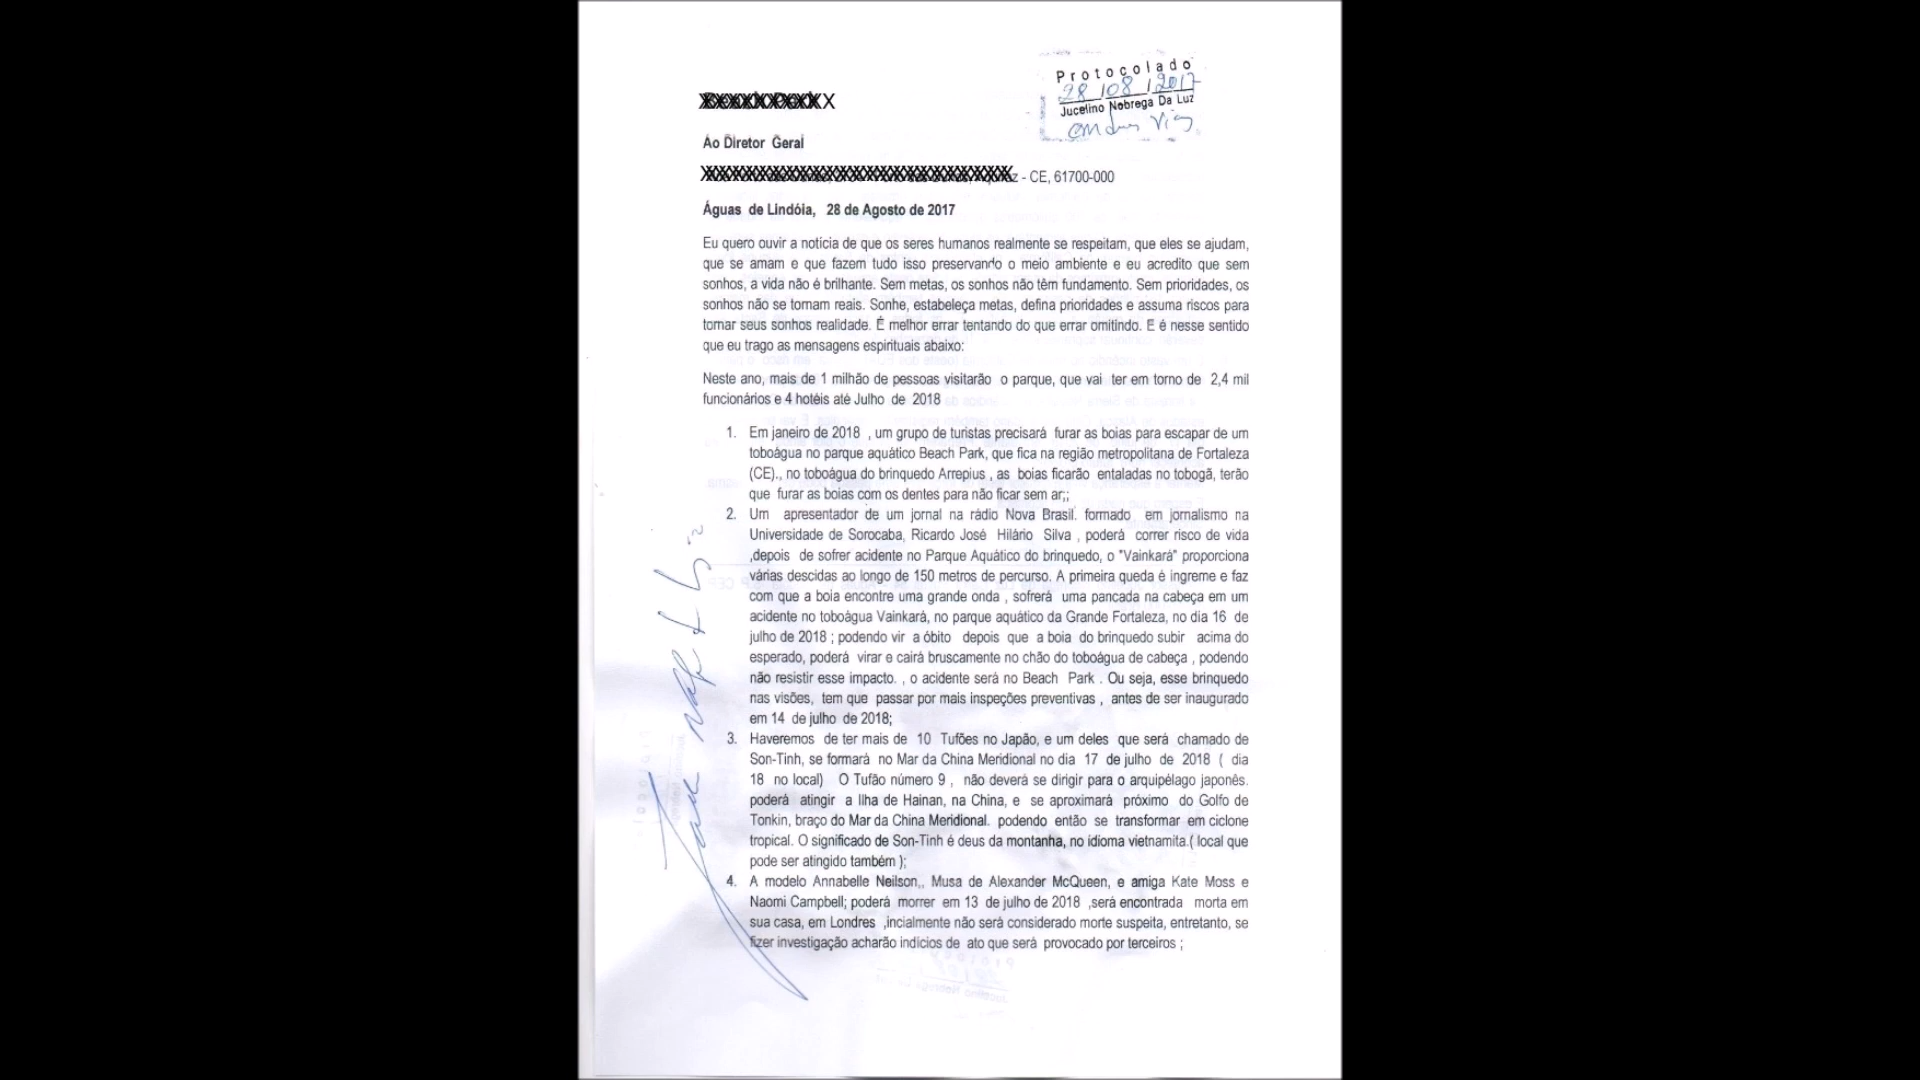 Protocolado
28/08/2017
Jucelino Nobrega Da Luz
Ao Diretor Geral
- CE, 61700-000
Águas de Lindóia, 28 de Agosto de 2017
Eu quero ouvir a notícia de que os seres humanos realmente se respeitam, que eles se ajudam,
que se amam e que fazem tudo isso preservando o meio ambiente e eu acredito que sem
sonhos, a vida não é brilhante. Sem metas, os sonhos não têm fundamento. Sem prioridades, os
sonhos não se tornam reais. Sonhe, estabeleça metas, defina prioridades e assuma riscos para
tornar seus sonhos realidade. É melhor errar tentando do que errar omitindo. E é nesse sentido
que eu trago as mensagens espirituais abaixo:
Neste ano, mais de 1 milhão de pessoas visitarão o parque, que vai ter em torno de 2,4 mil
funcionários e 4 hotéis até Julho de 2018
1. Em janeiro de 2018 , um grupo de turistas precisará furar as boias para escapar de um
toboágua no parque aquático Beach Park, que fica na região metropolitana de Fortaleza
(CE)., no toboágua do brinquedo Arrepius , as boias ficarão entaladas no tobogã, terão
que furar as boias com os dentes para não ficar sem ar;;
2. Um apresentador de um jornal na rádio Nova Brasil. formado em jornalismo na
Universidade de Sorocaba, Ricardo José Hilário Silva , poderá correr risco de vida
,depois de sofrer acidente no Parque Aquático do brinquedo, o "Vainkará" proporciona
várias descidas ao longo de 150 metros de percurso. A primeira queda é ingreme e faz
com que a boia encontre uma grande onda , sofrerá uma pancada na cabeça em um
acidente no toboágua Vainkará, no parque aquático da Grande Fortaleza, no dia 16 de
julho de 2018 ; podendo vir a óbito depois que a boia do brinquedo subir acima do
esperado, poderá virar e cairá bruscamente no chão do toboágua de cabeça , podendo
não resistir esse impacto. , o acidente será no Beach Park . Ou seja, esse brinquedo
nas visões, tem que passar por mais inspeções preventivas , antes de ser inaugurado
em 14 de julho de 2018;
3. Haveremos de ter mais de 10 Tufões no Japão, e um deles que será chamado de
Son-Tinh, se formará no Mar da China Meridional no dia 17 de julho de 2018 ( dia
18 no local) O Tufão número 9 , não deverá se dirigir para o arquipélago japonês.
poderá atingir a Ilha de Hainan, na China, e se aproximará próximo do Golfo de
Tonkin, braço do Mar da China Meridional. podendo então se transformar em ciclone
tropical. O significado de Son-Tinh é deus da montanha, no idioma vietnamita.( local que
pode ser atingido também );
4. A modelo Annabelle Neilson,, Musa de Alexander McQueen, e amiga Kate Moss e
Naomi Campbell; poderá morrer em 13 de julho de 2018 ,será encontrada morta em
sua casa, em Londres ,incialmente não será considerado morte suspeita, entretanto, se
fizer investigação acharão indícios de ato que será provocado por terceiros ;